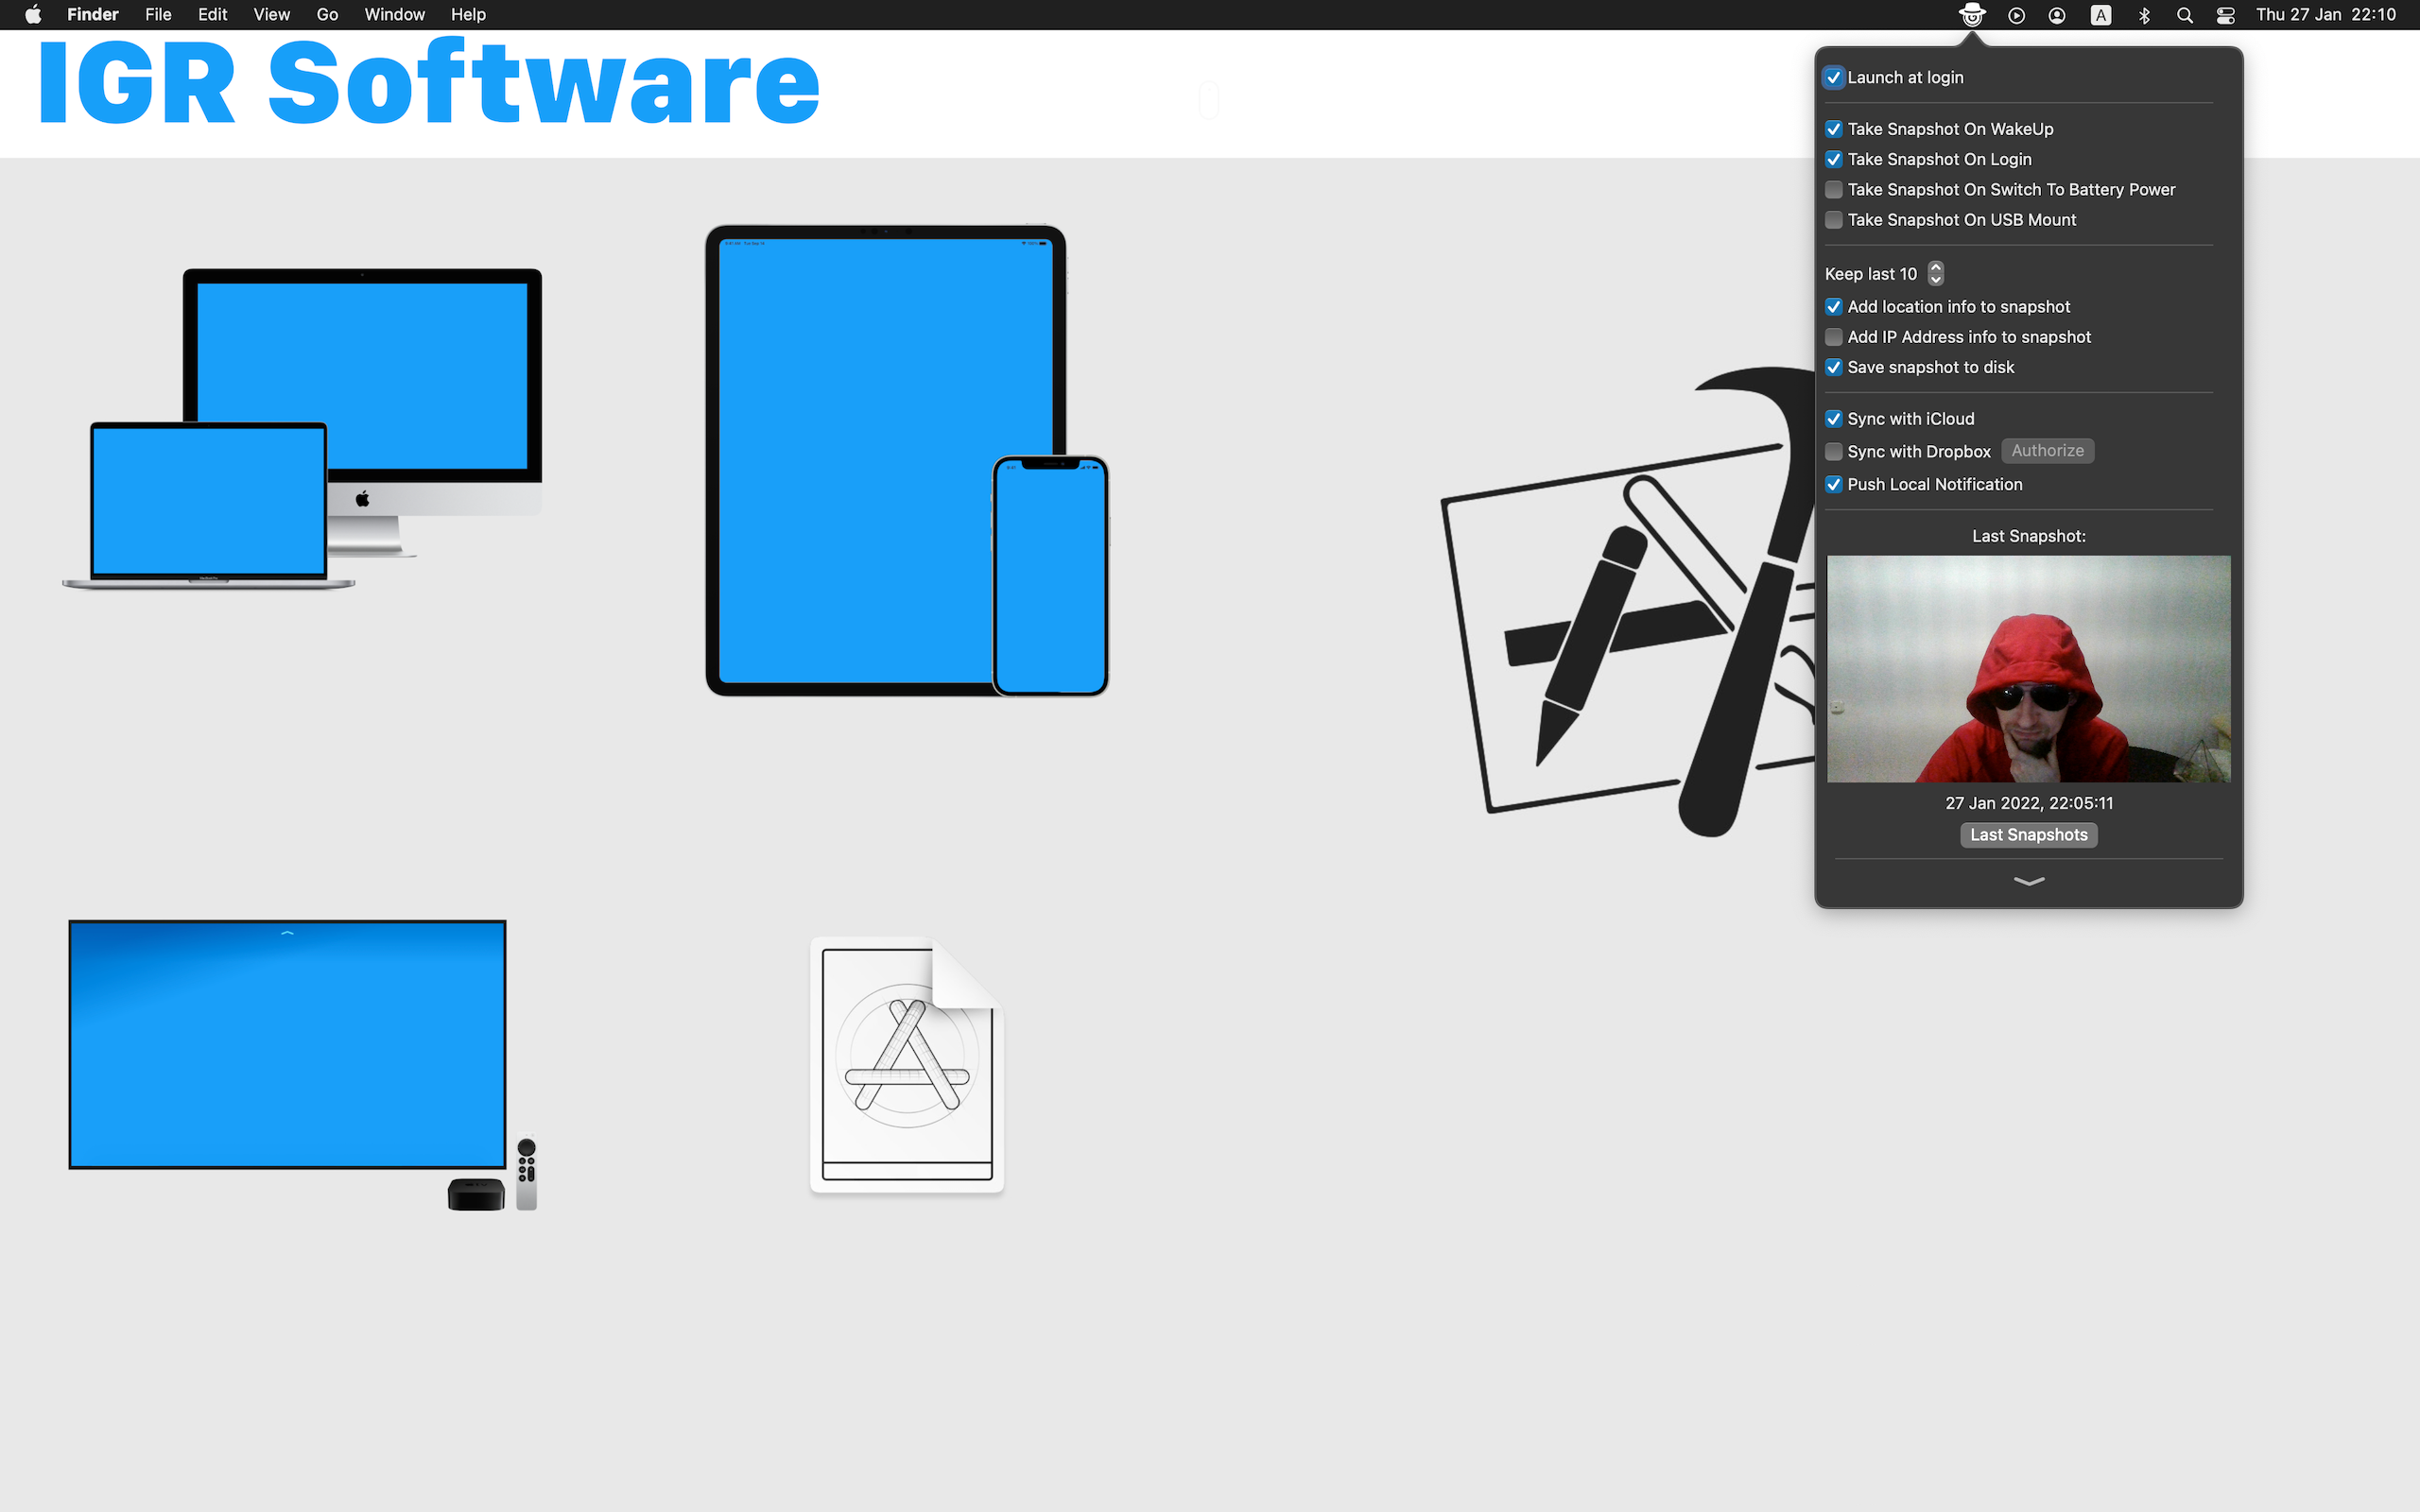 Finder File Edit View Go Window Help A Thu 27 Jan 22:10
IGR Software
Launch at login
Take Snapshot On WakeUp
Take Snapshot On Login
Take Snapshot On Switch To Battery Power
Take Snapshot On USB Mount
Keep last 10
Add location info to snapshot
Add IP Address info to snapshot
Save snapshot to disk
Sync with iCloud
Sync with Dropbox Authorize
Push Local Notification
Last Snapshot:
27 Jan 2022, 22:05:11
Last Snapshots